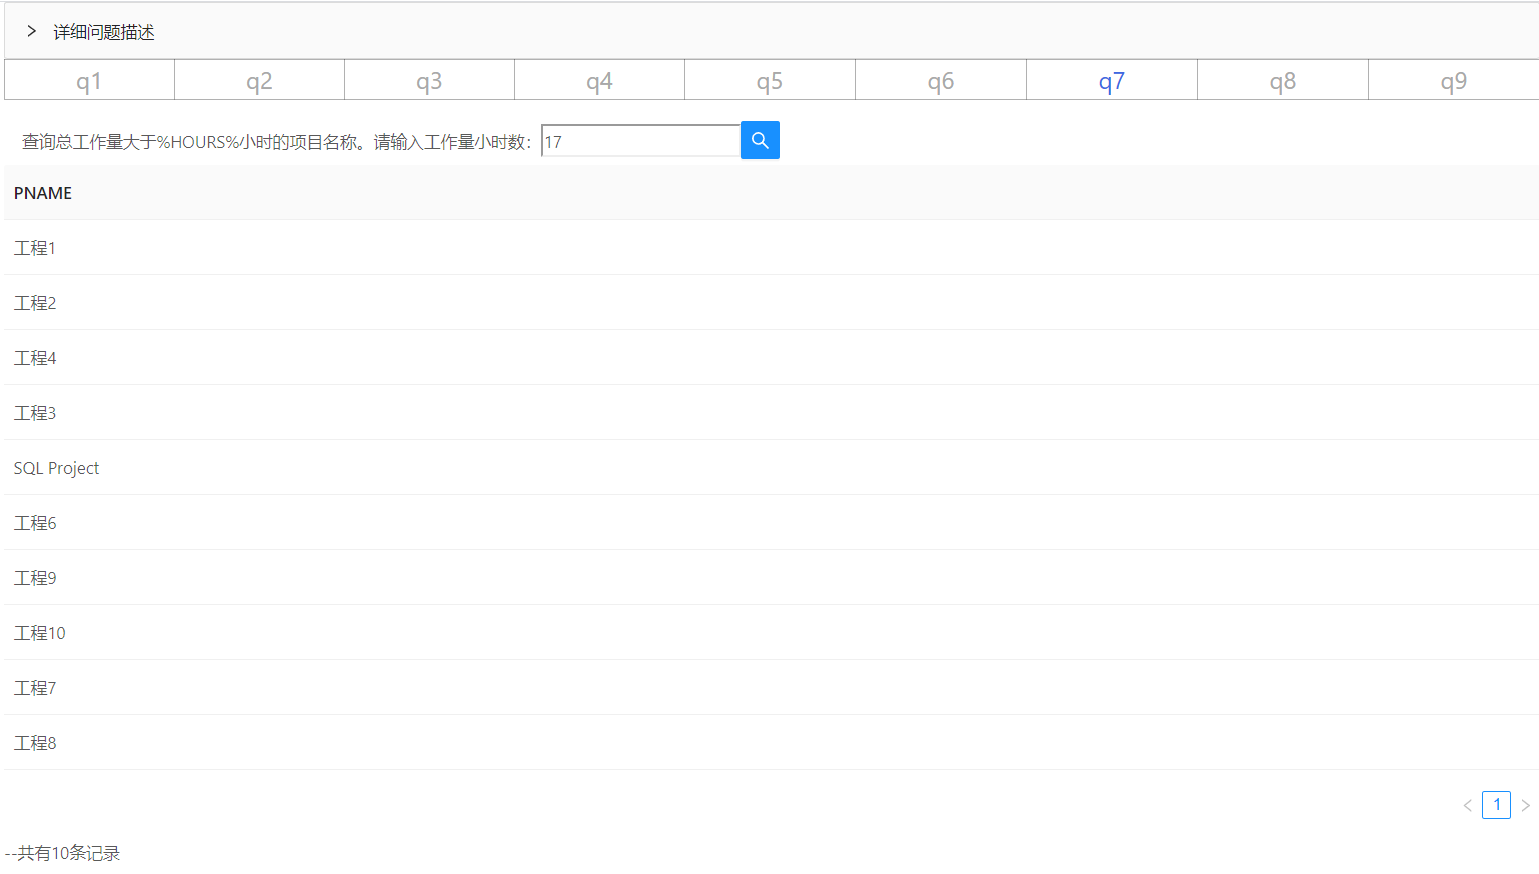 详细问题描述
q1 q2 q3 q4 q5 q6 q7 q8 q9
查询总工作量大于%HOURS%小时的项目名称。请输入工作量小时数: 17
PNAME
工程1
工程2
工程4
工程3
SQL Project
工程6
工程9
工程10
工程7
工程8
1
--共有10条记录